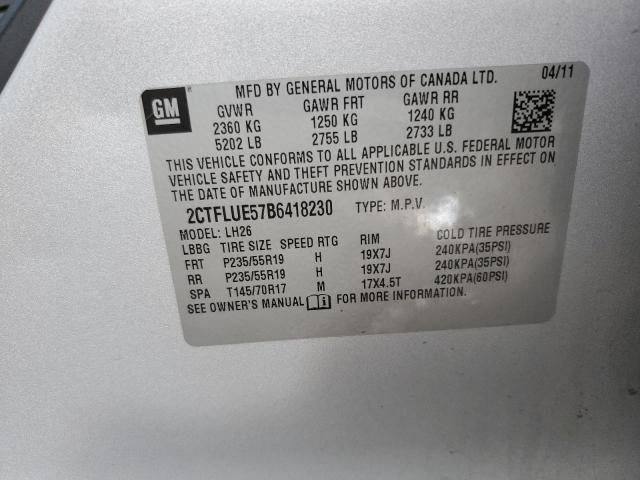 MFD BY GENERAL MOTORS OF CANADA LTD. 04/11
GM
GVWR GAWR FRT GAWR RR
2360 KG 1250 KG 1240 KG
5202 LB 2755 LB 2733 LB
THIS VEHICLE CONFORMS TO ALL APPLICABLE U.S. FEDERAL MOTOR
VEHICLE SAFETY AND THEFT PREVENTION STANDARDS IN EFFECT ON
THE DATE OF MANUFACTURE SHOWN ABOVE.
2CTFLUE57B6418230 TYPE: M.P.V.
MODEL: LH26
LBBG TIRE SIZE SPEED RTG RIM COLD TIRE PRESSURE
FRT P235/55R19 H 19X7J 240KPA(35PSI)
RR P235/55R19 H 19X7J 240KPA(35PSI)
SPA T145/70R17 M 17X4.5T 420KPA(60PSI)
SEE OWNER'S MANUAL FOR MORE INFORMATION.